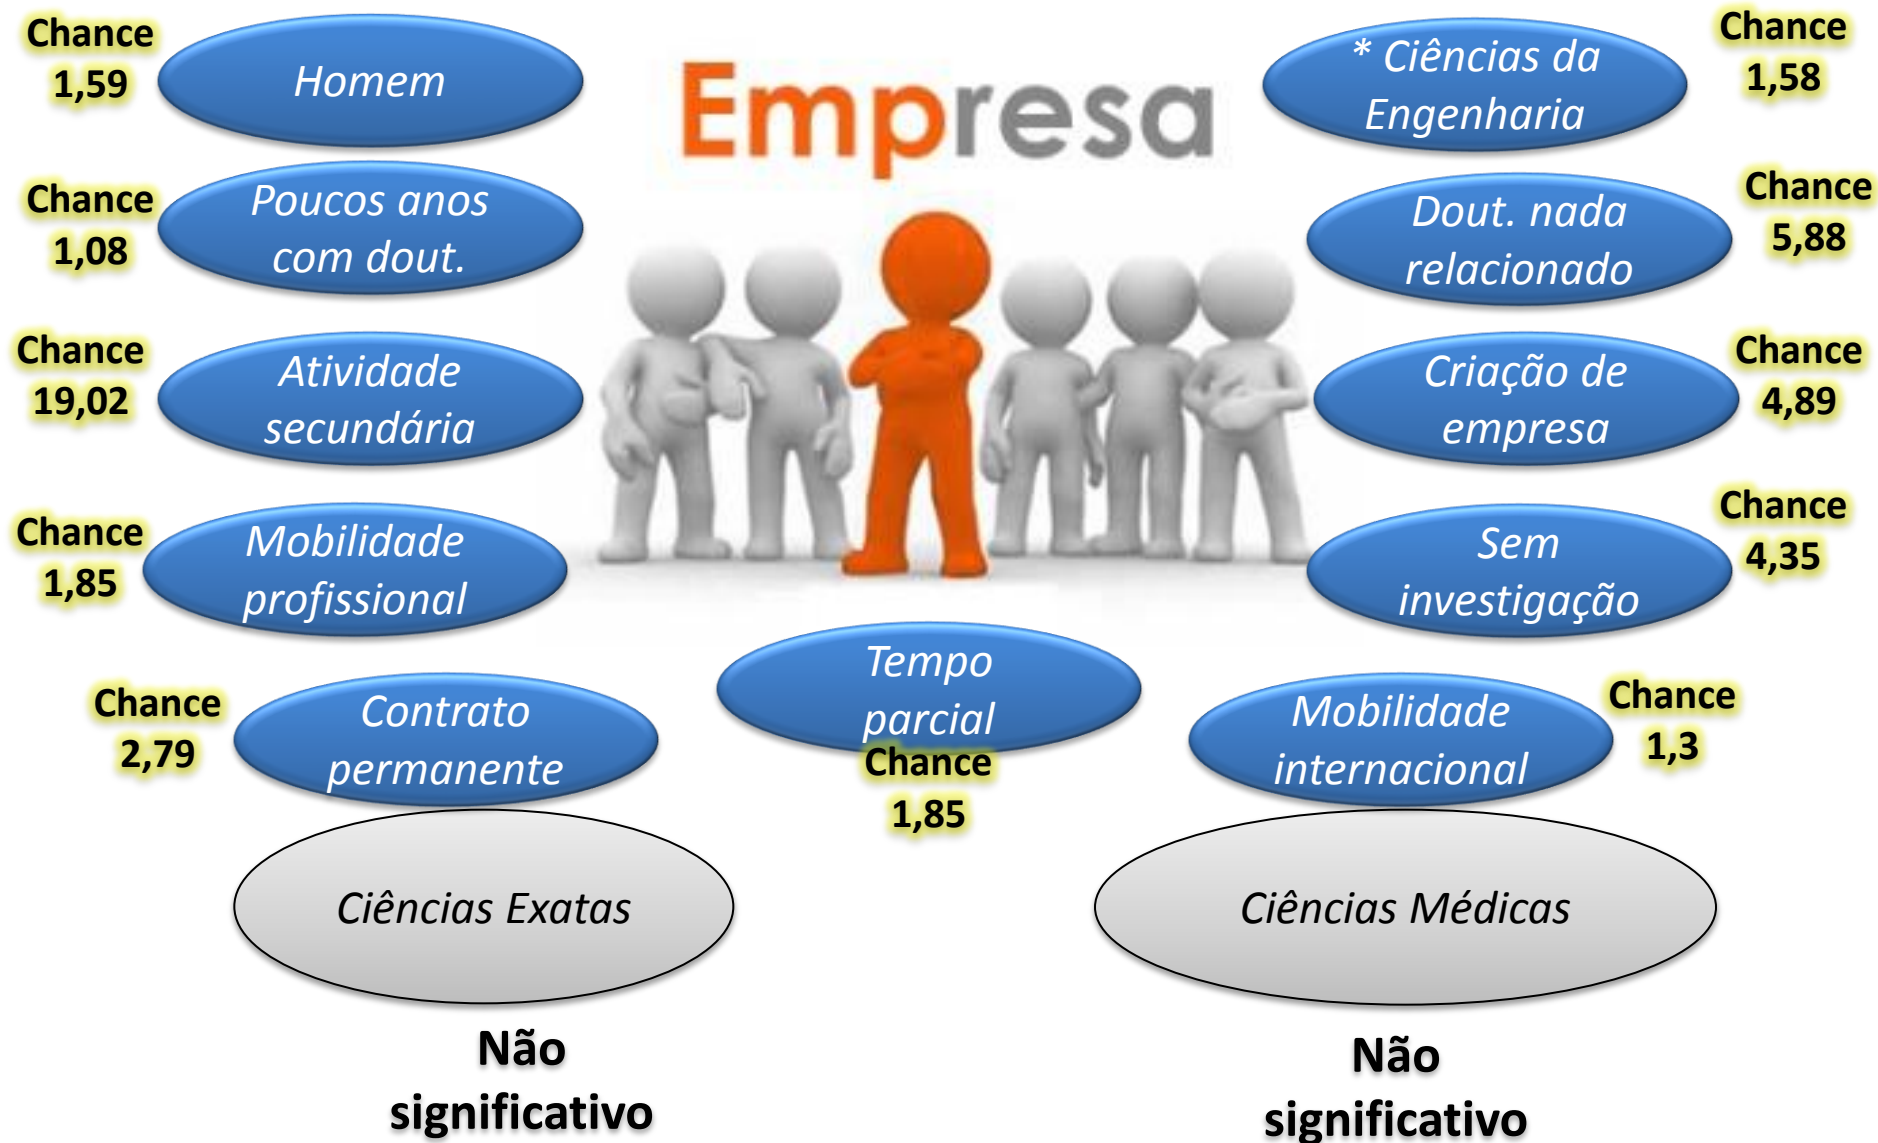 Empresa
Chance
1,59
Homem
Chance
1,08
Poucos anos
com dout.
Chance
19,02
Atividade
secundária
Chance
1,85
Mobilidade
profissional
Chance
2,79
Contrato
permanente
Tempo
parcial
Chance
1,85
* Ciências da
Engenharia
Chance
1,58
Dout. nada
relacionado
Chance
5,88
Criação de
empresa
Chance
4,89
Sem
investigação
Chance
4,35
Mobilidade
internacional
Chance
1,3
Ciências Exatas
Não
significativo
Ciências Médicas
Não
significativo